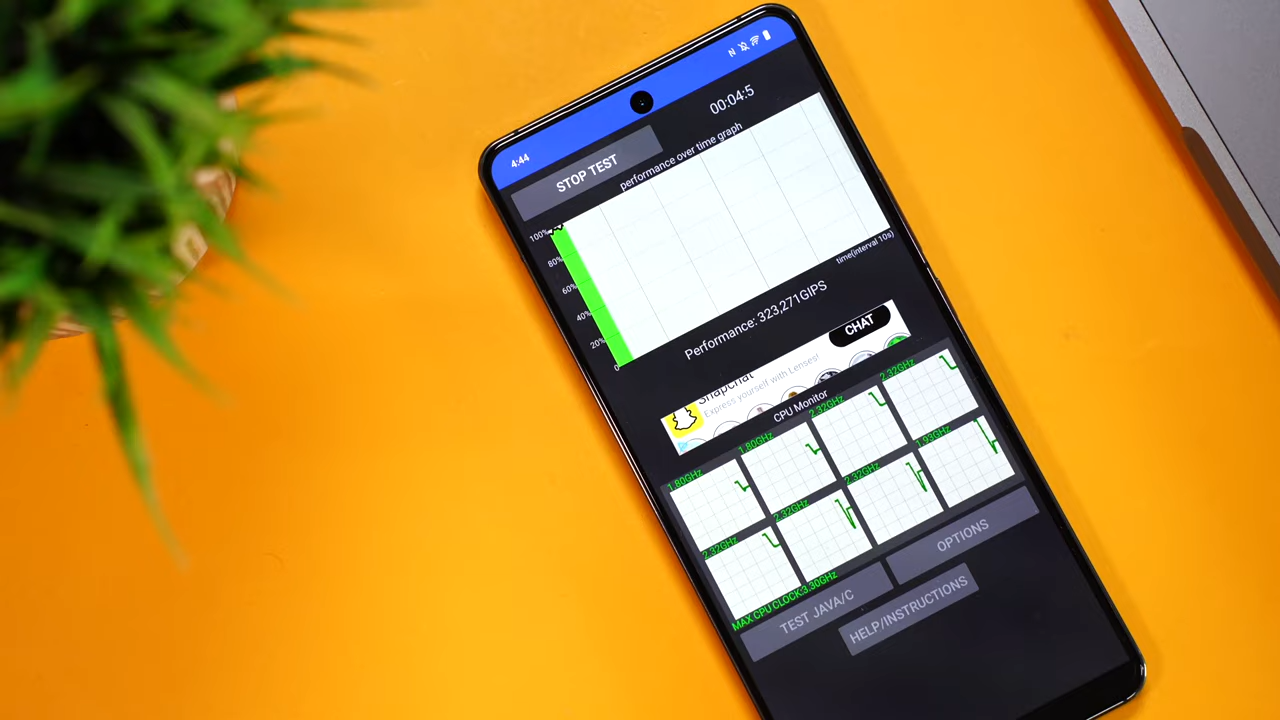 4:44
N
00:04:5
STOP TEST
performance over time graph
100%
80%
60%
40%
20%
0
time(interval 10s)
Performance: 323,271GIPS
Snapchat
CHAT
Express yourself with Lenses!
CPU Monitor
1.80GHz
1.80GHz
2.32GHz
2.32GHz
2.32GHz
2.32GHz
2.32GHz
1.93GHz
MAX CPU CLOCK:3.30GHz
TEST JAVA/C
OPTIONS
HELP/INSTRUCTIONS